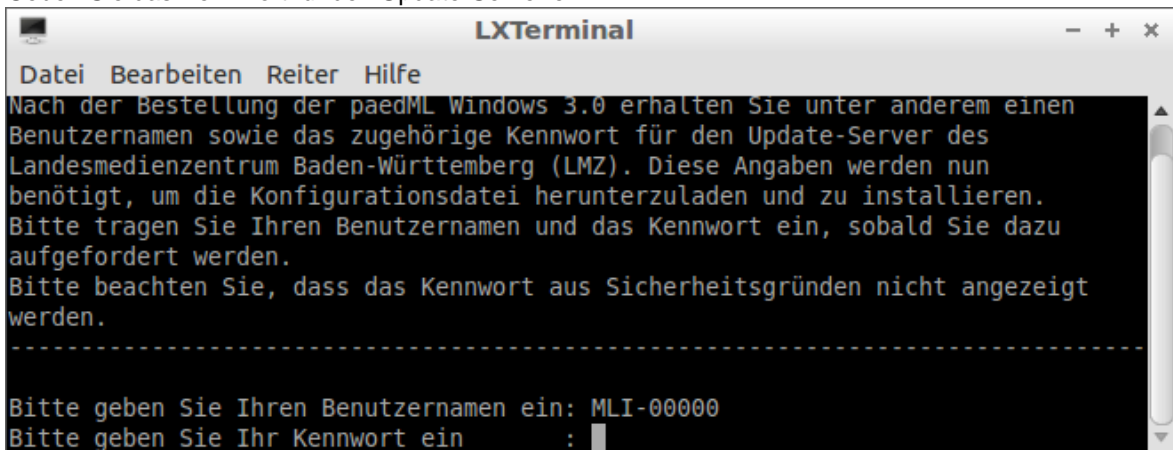 LXTerminal
Datei Bearbeiten Reiter Hilfe
Nach der Bestellung der paedML Windows 3.0 erhalten Sie unter anderem einen
Benutzernamen sowie das zugehörige Kennwort für den Update-Server des
Landesmedienzentrum Baden-Württemberg (LMZ). Diese Angaben werden nun
benötigt, um die Konfigurationsdatei herunterzuladen und zu installieren.
Bitte tragen Sie Ihren Benutzernamen und das Kennwort ein, sobald Sie dazu
aufgefordert werden.
Bitte beachten Sie, dass das Kennwort aus Sicherheitsgründen nicht angezeigt
werden.
--------------------------------------------------------------------------------
Bitte geben Sie Ihren Benutzernamen ein: MLI-00000
Bitte geben Sie Ihr Kennwort ein       :